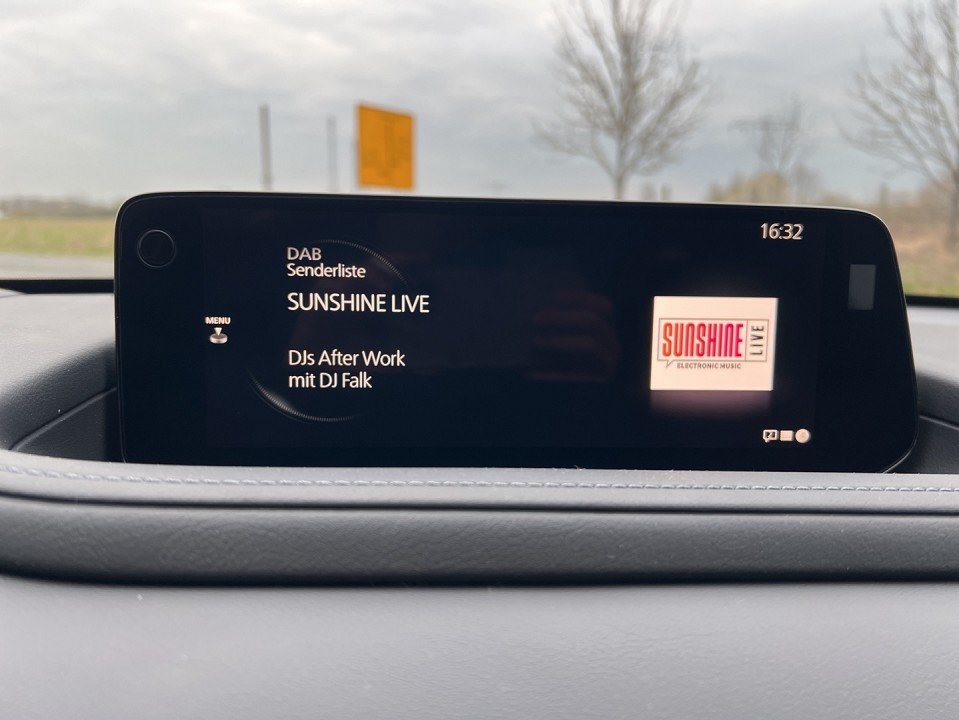 16:32
DAB
Senderliste
SUNSHINE LIVE
MENU
DJs After Work
mit DJ Falk
SUNSHINE
LIVE
ELECTRONIC MUSIC